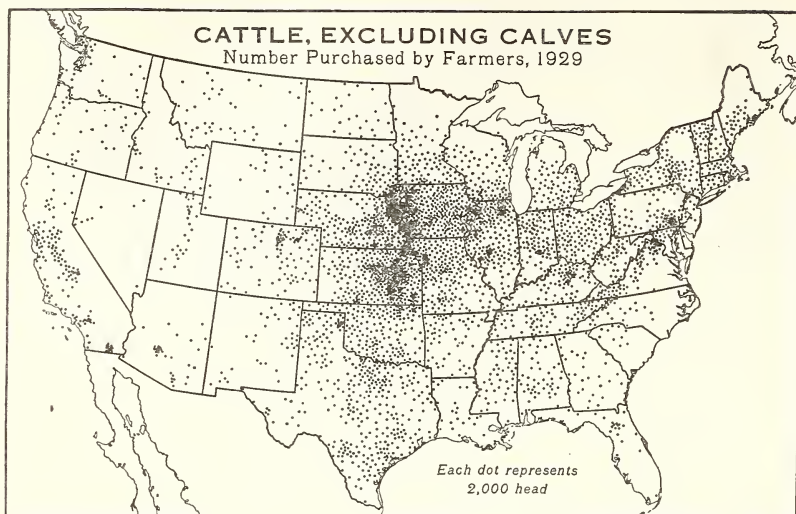 CATTLE, EXCLUDING CALVES
Number Purchased by Farmers, 1929
Each dot represents
2,000 head